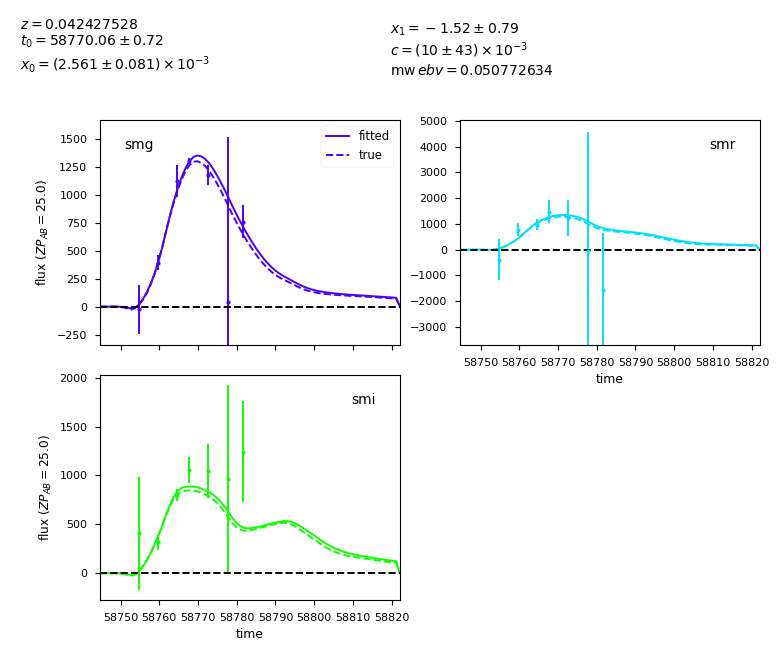 z = 0.042427528
t₀ = 58770.06 ± 0.72
x₀ = (2.561 ± 0.081) × 10⁻³
x₁ = −1.52 ± 0.79
c = (10 ± 43) × 10⁻³
mw ebv = 0.050772634
smg
fitted
true
1500
1250
1000
750
500
250
0
−250
flux (ZP_AB = 25.0)
smr
5000
4000
3000
2000
1000
0
−1000
−2000
−3000
58750 58760 58770 58780 58790 58800 58810 58820
time
smi
2000
1500
1000
500
0
flux (ZP_AB = 25.0)
58750 58760 58770 58780 58790 58800 58810 58820
time